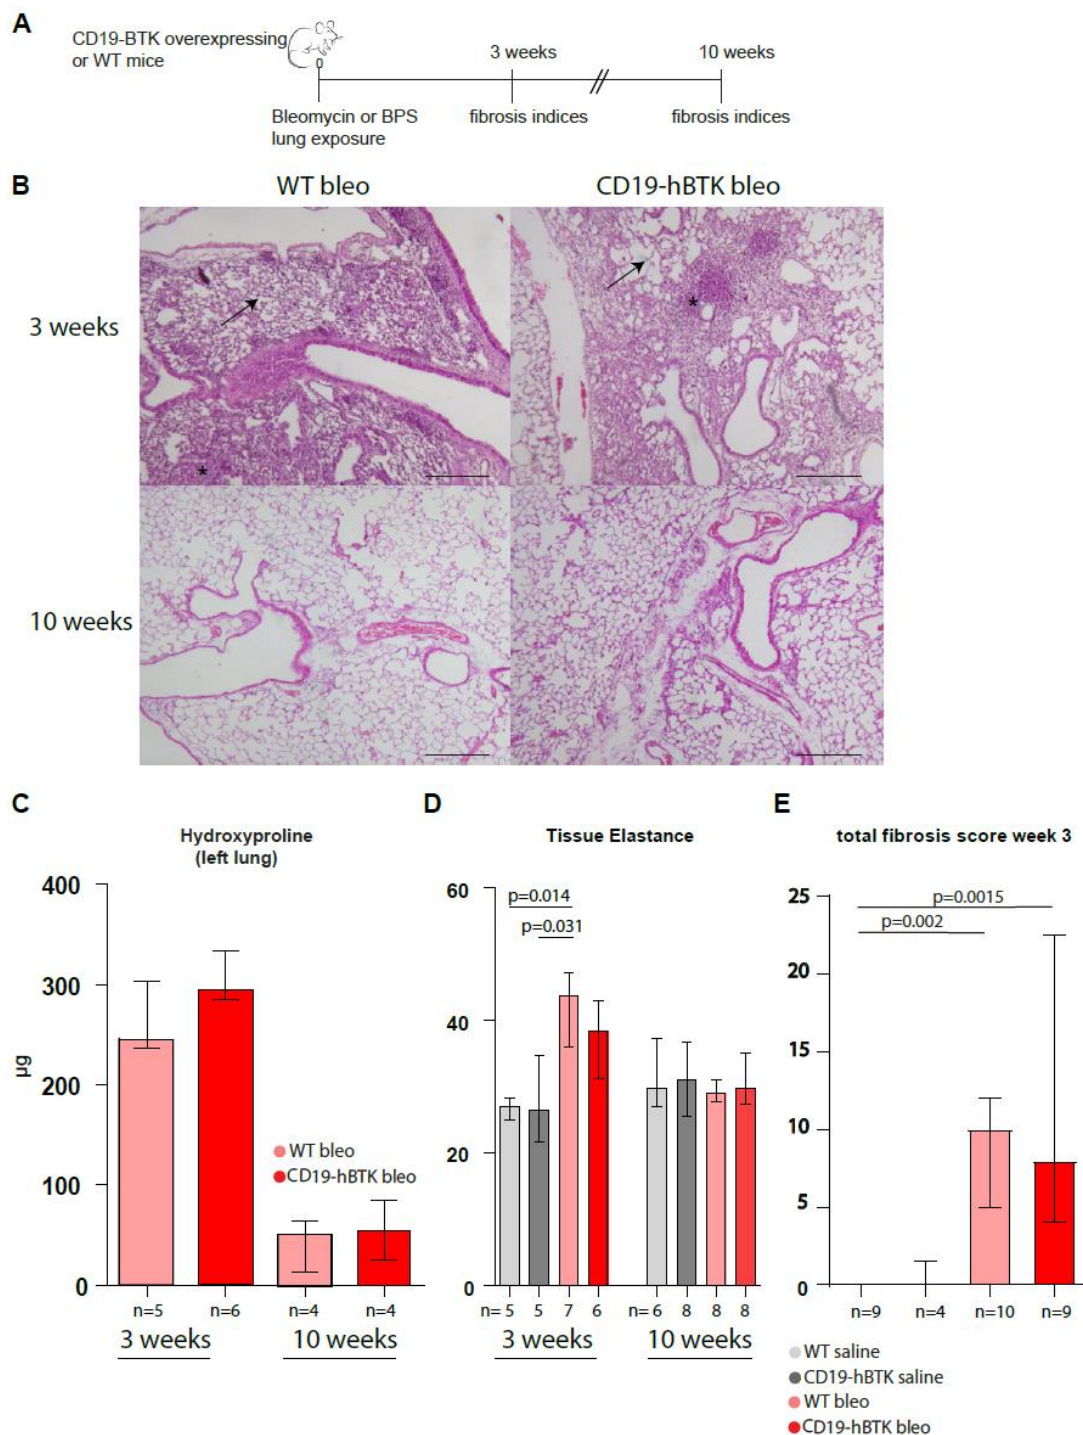 A
CD19-BTK overexpressing
or WT mice
0
3 weeks
10 weeks
Bleomycin or BPS
lung exposure
fibrosis indices
fibrosis indices
B
WT bleo
CD19-hBTK bleo
3 weeks
*
*
10 weeks
C
Hydroxyproline
(left lung)
400
300
200
100
0
µg
WT bleo
CD19-hBTK bleo
n=5
n=6
n=4
n=4
3 weeks
10 weeks
D
Tissue Elastance
60
40
20
0
p=0.014
p=0.031
n= 5
5
7
6
n= 6
8
8
8
3 weeks
10 weeks
E
total fibrosis score week 3
25
20
15
10
5
0
p=0.0015
p=0.002
n=9
n=4
n=10
n=9
WT saline
CD19-hBTK saline
WT bleo
CD19-hBTK bleo